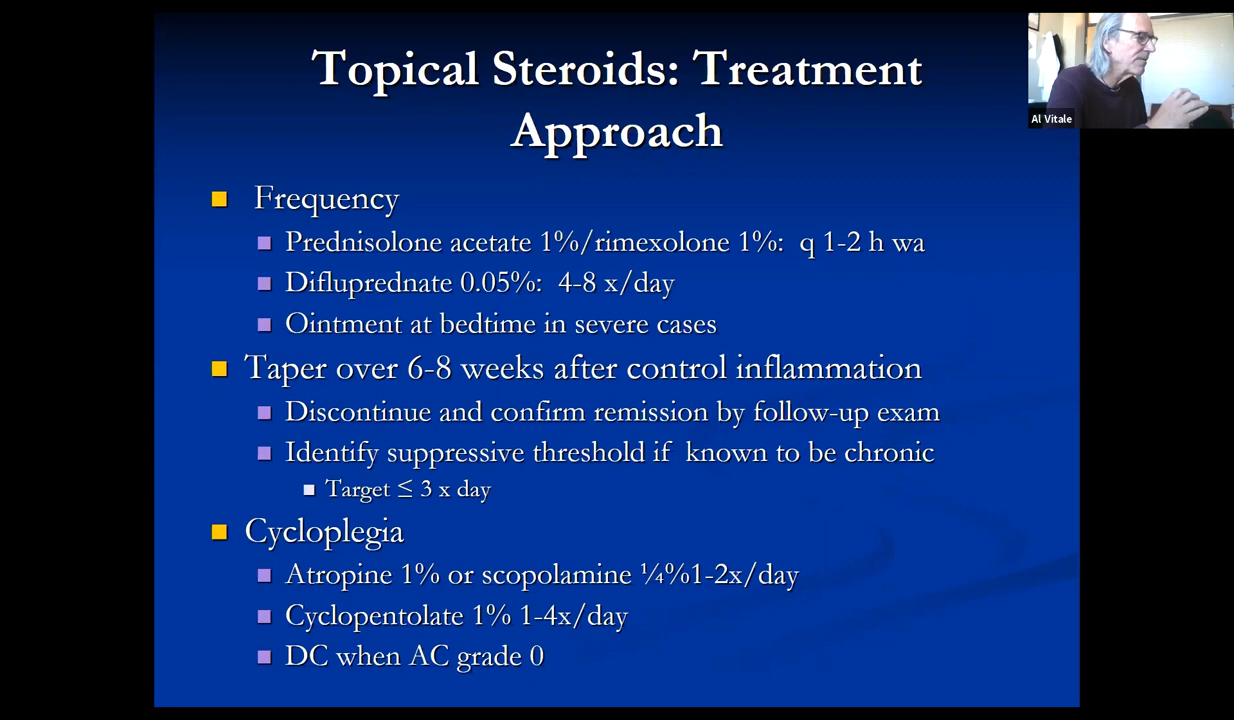 Topical Steroids: Treatment
Approach
Al Vitale
Frequency
Prednisolone acetate 1%/rimexolone 1%: q 1-2 h wa
Difluprednate 0.05%: 4-8 x/day
Ointment at bedtime in severe cases
Taper over 6-8 weeks after control inflammation
Discontinue and confirm remission by follow-up exam
Identify suppressive threshold if known to be chronic
Target ≤ 3 x day
Cycloplegia
Atropine 1% or scopolamine ¼%1-2x/day
Cyclopentolate 1% 1-4x/day
DC when AC grade 0